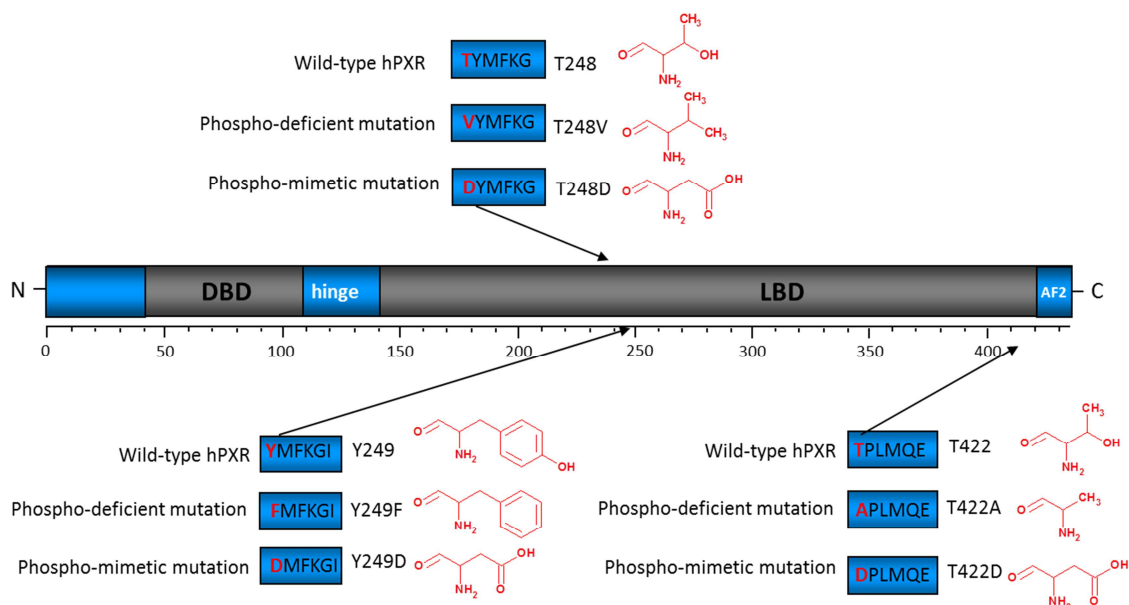 Wild-type hPXR TYMFKG T248
CH3
O OH
NH2
Phospho-deficient mutation VYMFKG T248V
CH3
O CH3
NH2
Phospho-mimetic mutation DYMFKG T248D
OH
O
NH2 O
N DBD hinge LBD AF2 C
0 50 100 150 200 250 300 350 400
Wild-type hPXR YMFKGI Y249
O
NH2
OH
Phospho-deficient mutation FMFKGI Y249F
O
NH2
Phospho-mimetic mutation DMFKGI Y249D
O OH
NH2 O
Wild-type hPXR TPLMQE T422
CH3
O OH
NH2
Phospho-deficient mutation APLMQE T422A
O CH3
NH2
Phospho-mimetic mutation DPLMQE T422D
O OH
NH2 O